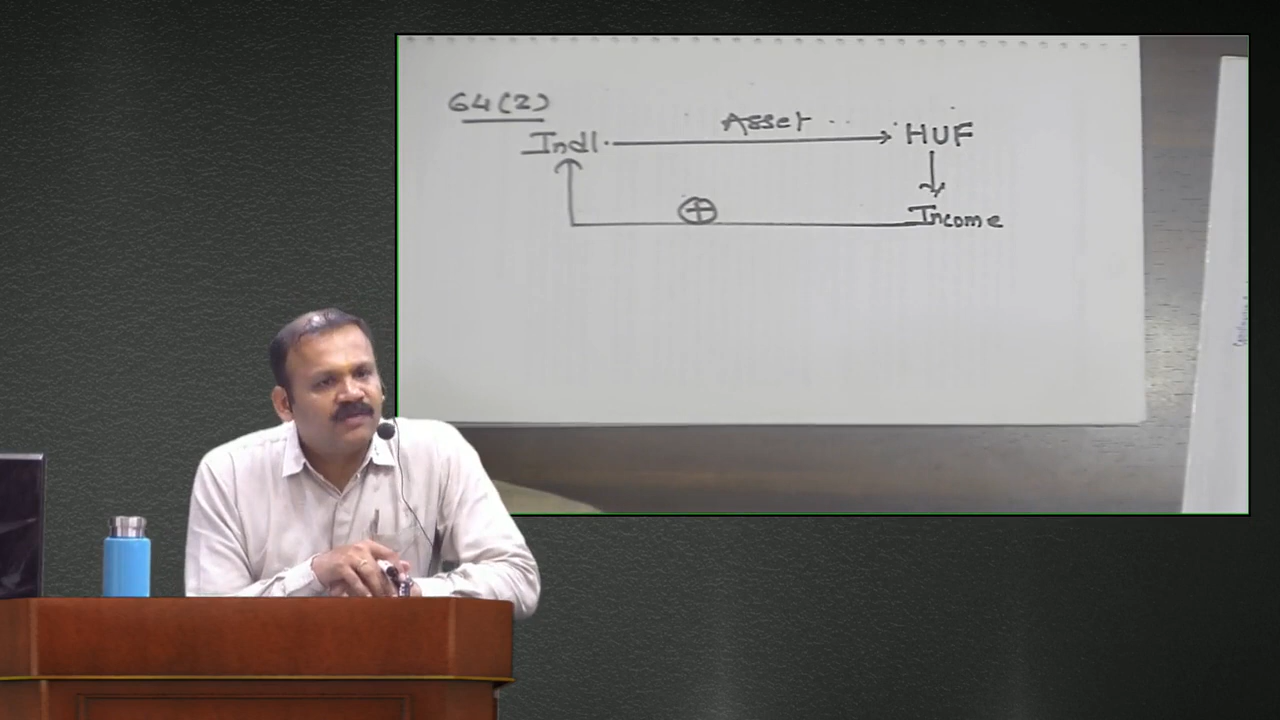 64(2)
Asset
Indl. HUF
+
Income